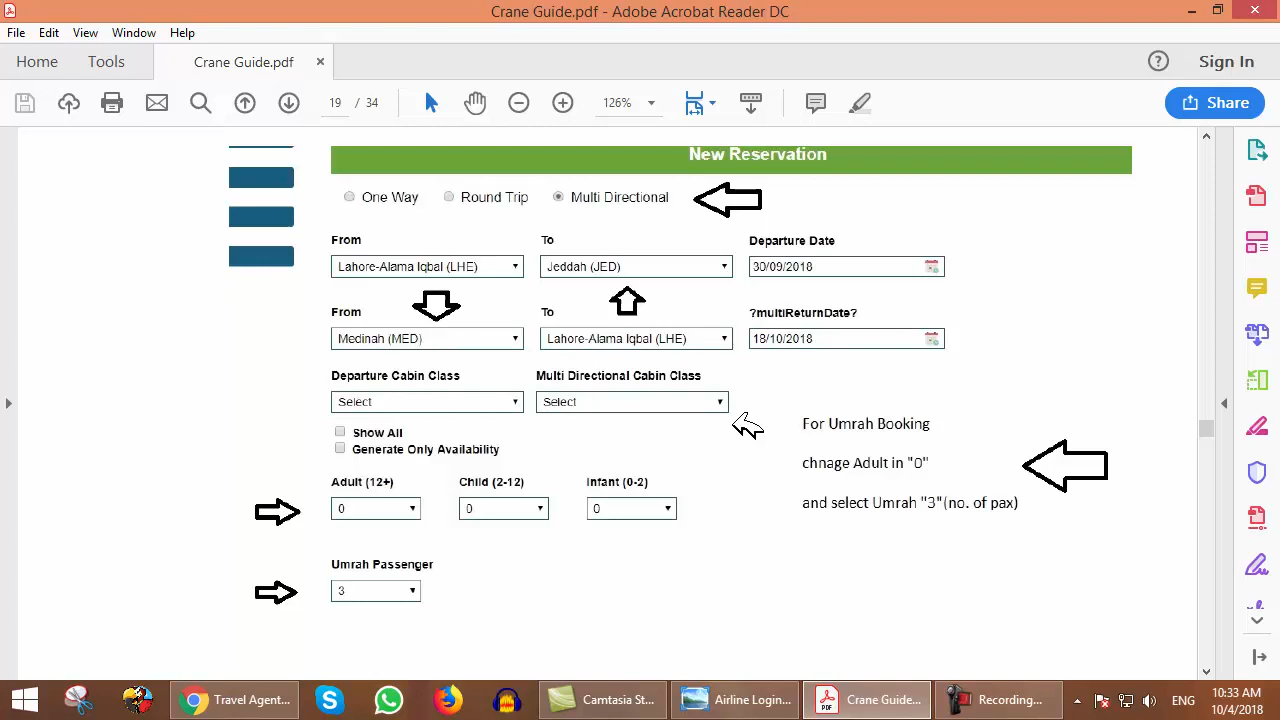 Crane Guide.pdf - Adobe Acrobat Reader DC
File Edit View Window Help
Home Tools Crane Guide.pdf × ? Sign In
19 / 34 126% Share
New Reservation
One Way Round Trip Multi Directional
From To Departure Date
Lahore-Alama Iqbal (LHE) Jeddah (JED) 30/09/2018
From To ?multiReturnDate?
Medinah (MED) Lahore-Alama Iqbal (LHE) 18/10/2018
Departure Cabin Class Multi Directional Cabin Class
Select Select
For Umrah Booking
Show All
Generate Only Availability
chnage Adult in "0"
Adult (12+) Child (2-12) Infant (0-2)
0 0 0
and select Umrah "3"(no. of pax)
Umrah Passenger
3
Travel Agent... Camtasia St... Airline Login... Crane Guide... Recording... ENG 10:33 AM
10/4/2018